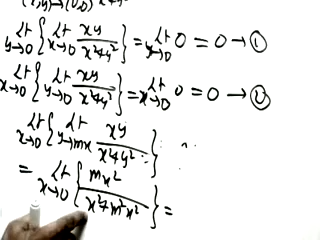 (x,y)→(0,0)
Lt y→0 { Lt x→0 xy/x²+y² } = Lt y→0 0 = 0 → ①
Lt x→0 { Lt y→0 xy/x²+y² } = Lt x→0 0 = 0 → ②
Lt x→0 { Lt y→mx xy/x²+y² }
= Lt x→0 { mx²/x²+m²x² } =